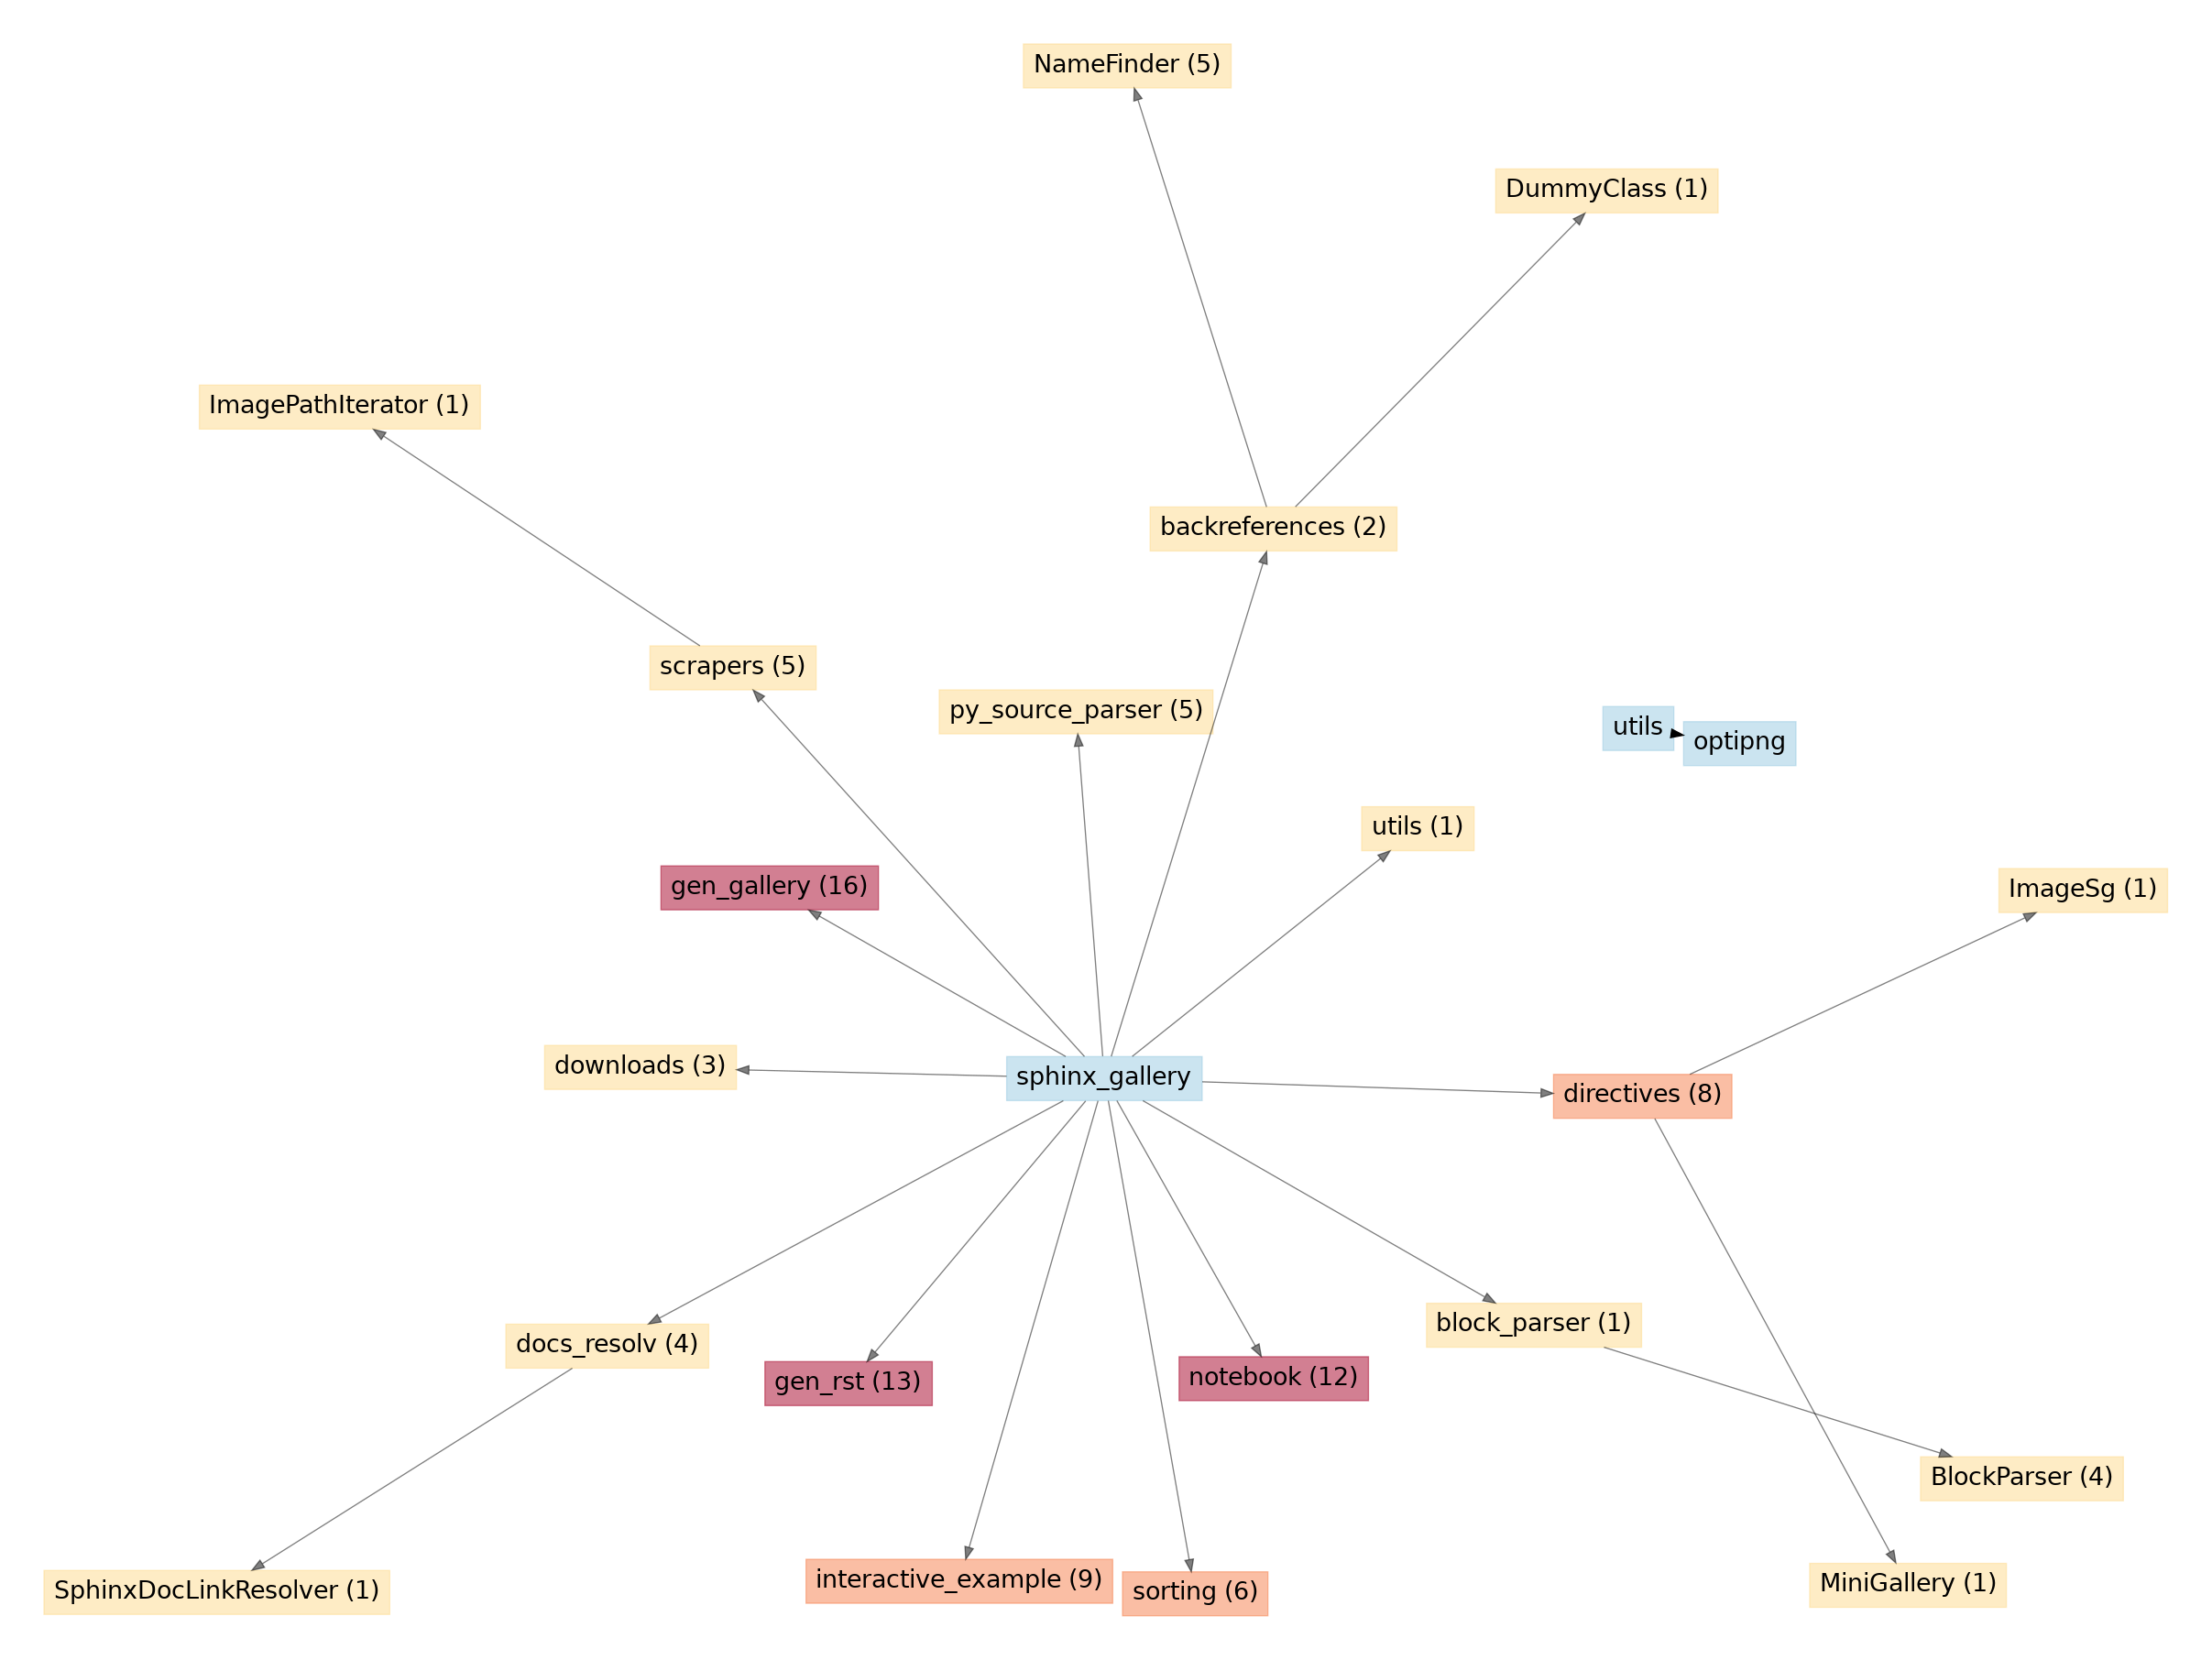 NameFinder (5)
DummyClass (1)
ImagePathIterator (1)
backreferences (2)
scrapers (5)
py_source_parser (5)
utils
optipng
utils (1)
gen_gallery (16)
ImageSg (1)
downloads (3)
sphinx_gallery
directives (8)
block_parser (1)
docs_resolv (4)
gen_rst (13)
notebook (12)
BlockParser (4)
SphinxDocLinkResolver (1)
interactive_example (9)
sorting (6)
MiniGallery (1)